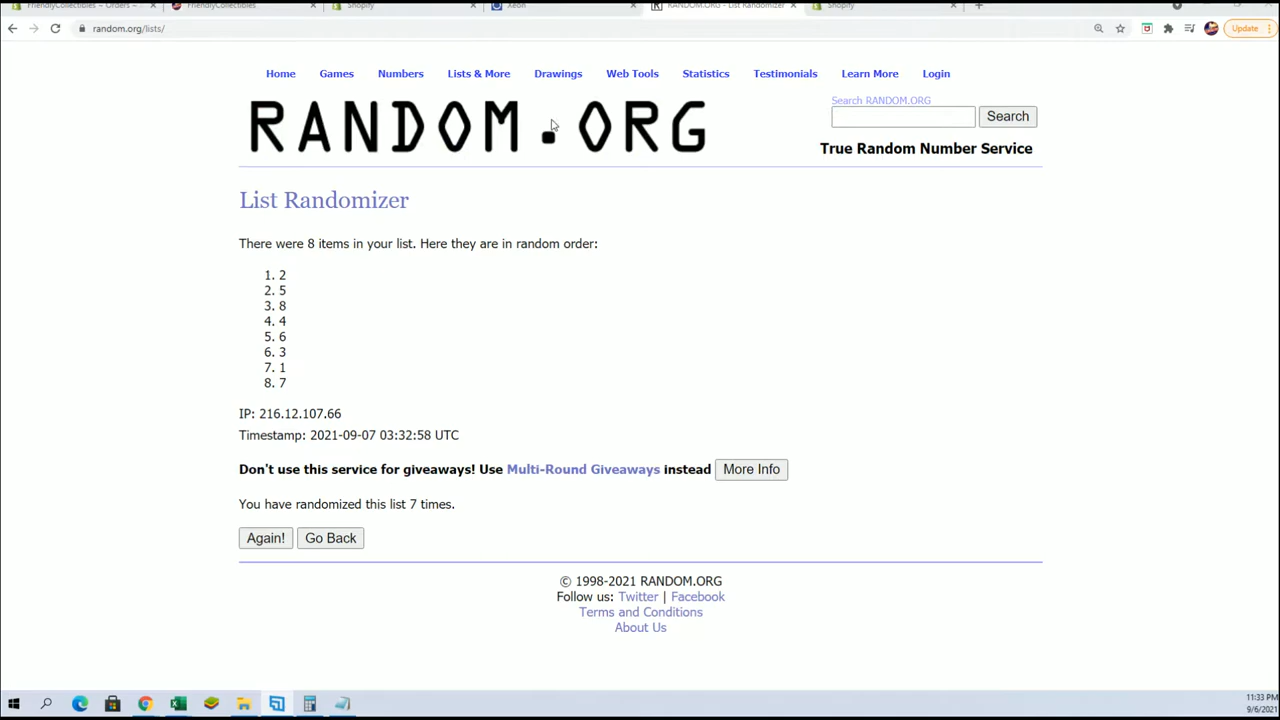 FriendlyCollectibles – Orders –
FriendlyCollectibles
Shopify
Xeon
RANDOM.ORG - List Randomizer
Shopify
random.org/lists/
Update
Home
Games
Numbers
Lists & More
Drawings
Web Tools
Statistics
Testimonials
Learn More
Login
RANDOM.ORG
Search RANDOM.ORG
Search
True Random Number Service
List Randomizer
There were 8 items in your list. Here they are in random order:
1. 2
2. 5
3. 8
4. 4
5. 6
6. 3
7. 1
8. 7
IP: 216.12.107.66
Timestamp: 2021-09-07 03:32:58 UTC
Don't use this service for giveaways! Use Multi-Round Giveaways instead
More Info
You have randomized this list 7 times.
Again!
Go Back
© 1998-2021 RANDOM.ORG
Follow us: Twitter | Facebook
Terms and Conditions
About Us
11:33 PM
9/6/2021